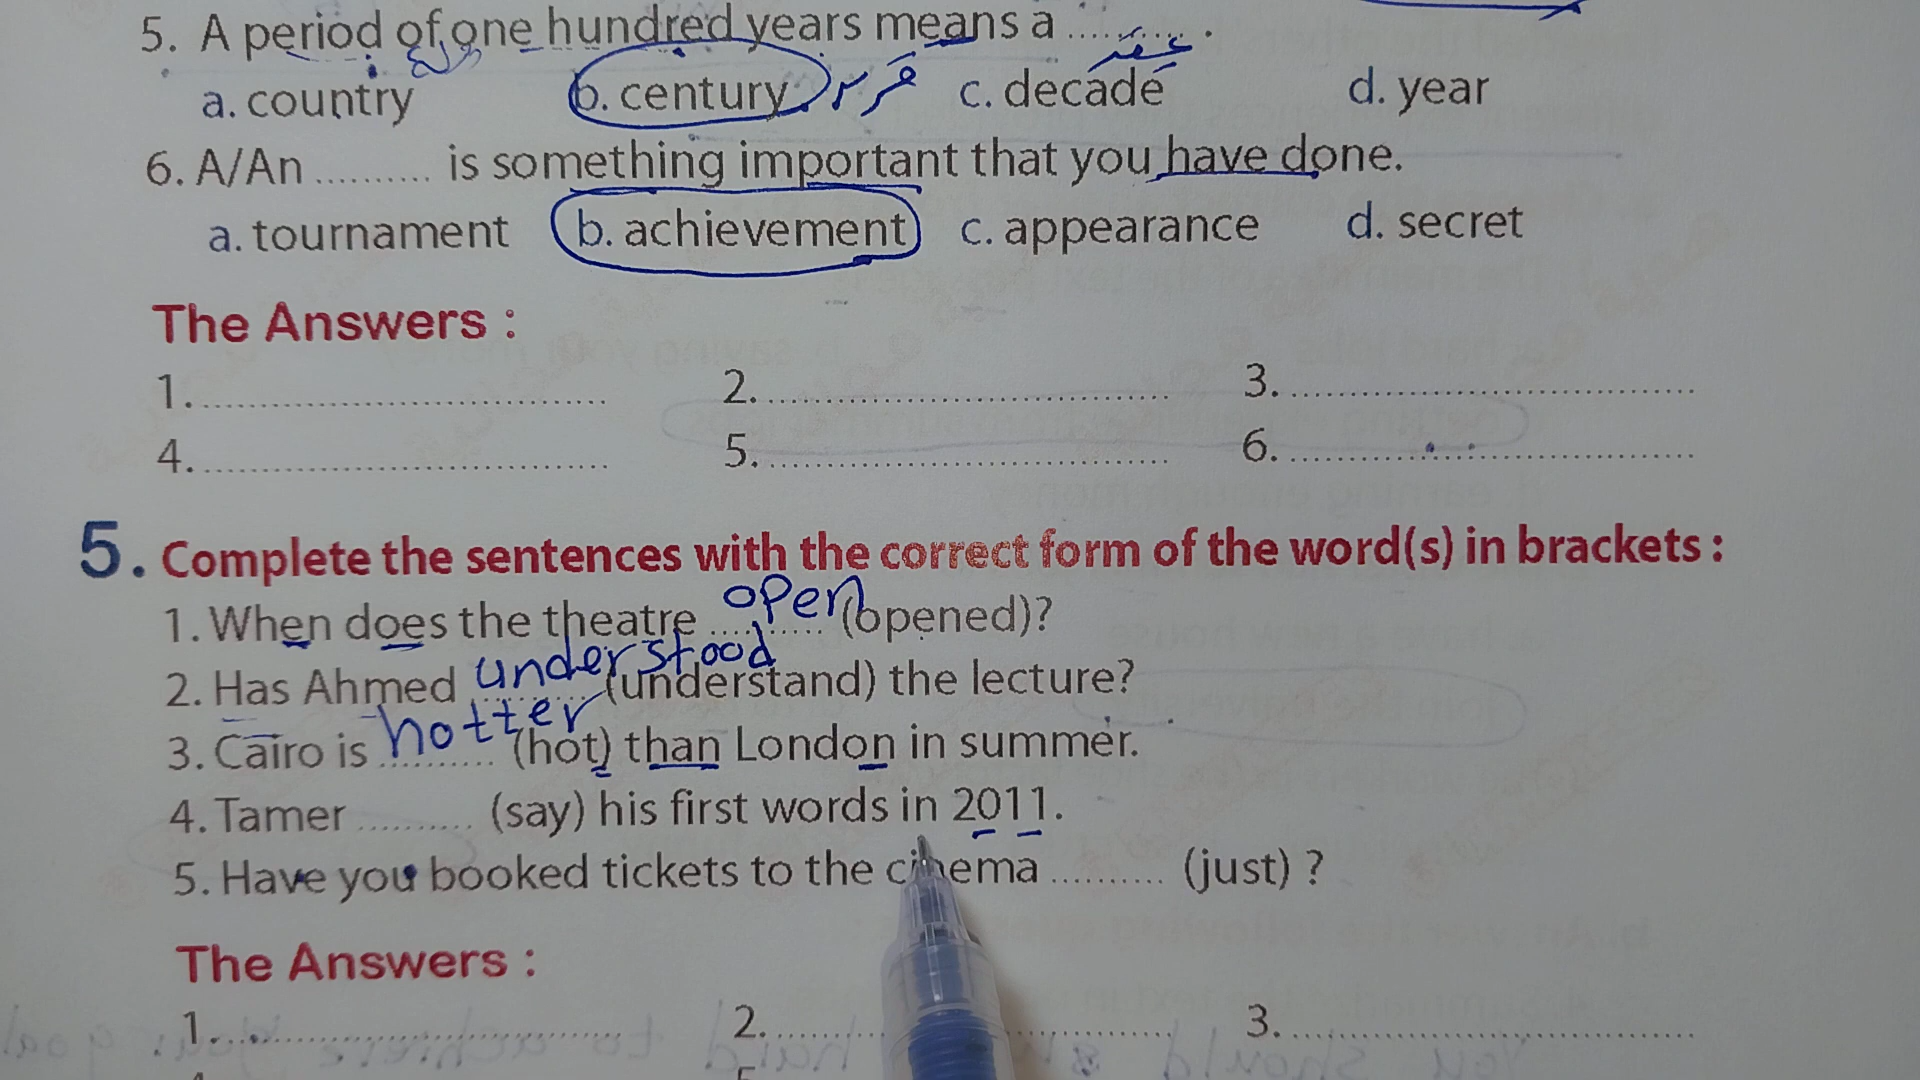 5. A period of one hundred years means a .......... .
a. country b. century c. decade d. year
6. A/An .......... is something important that you have done.
a. tournament b. achievement c. appearance d. secret
The Answers :
1. 2. 3.
4. 5. 6.
5. Complete the sentences with the correct form of the word(s) in brackets :
1. When does the theatre open (opened)?
2. Has Ahmed understood (understand) the lecture?
3. Cairo is hotter (hot) than London in summer.
4. Tamer .......... (say) his first words in 2011.
5. Have you booked tickets to the cinema .......... (just) ?
The Answers :
1. 2. 3.